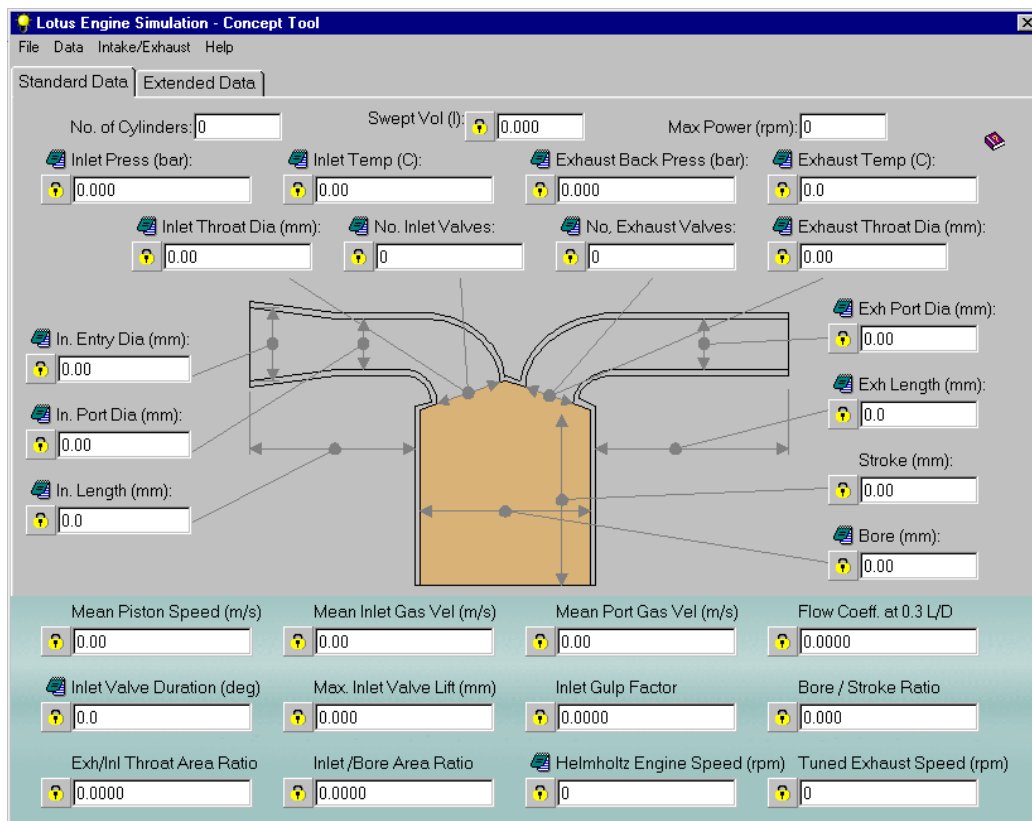 Lotus Engine Simulation - Concept Tool
File Data Intake/Exhaust Help
Standard Data Extended Data
No. of Cylinders: 0 Swept Vol (l): 0.000 Max Power (rpm): 0
Inlet Press (bar): Inlet Temp (C): Exhaust Back Press (bar): Exhaust Temp (C):
0.000 0.00 0.000 0.0
Inlet Throat Dia (mm): No. Inlet Valves: No, Exhaust Valves: Exhaust Throat Dia (mm):
0.00 0 0 0.00
Exh Port Dia (mm):
In. Entry Dia (mm): 0.00
0.00
Exh Length (mm):
In. Port Dia (mm): 0.0
0.00
Stroke (mm):
In. Length (mm): 0.00
0.0
Bore (mm):
0.00
Mean Piston Speed (m/s) Mean Inlet Gas Vel (m/s) Mean Port Gas Vel (m/s) Flow Coeff. at 0.3 L/D
0.00 0.00 0.00 0.0000
Inlet Valve Duration (deg) Max. Inlet Valve Lift (mm) Inlet Gulp Factor Bore / Stroke Ratio
0.0 0.000 0.0000 0.000
Exh/Inl Throat Area Ratio Inlet /Bore Area Ratio Helmholtz Engine Speed (rpm) Tuned Exhaust Speed (rpm)
0.0000 0.0000 0 0